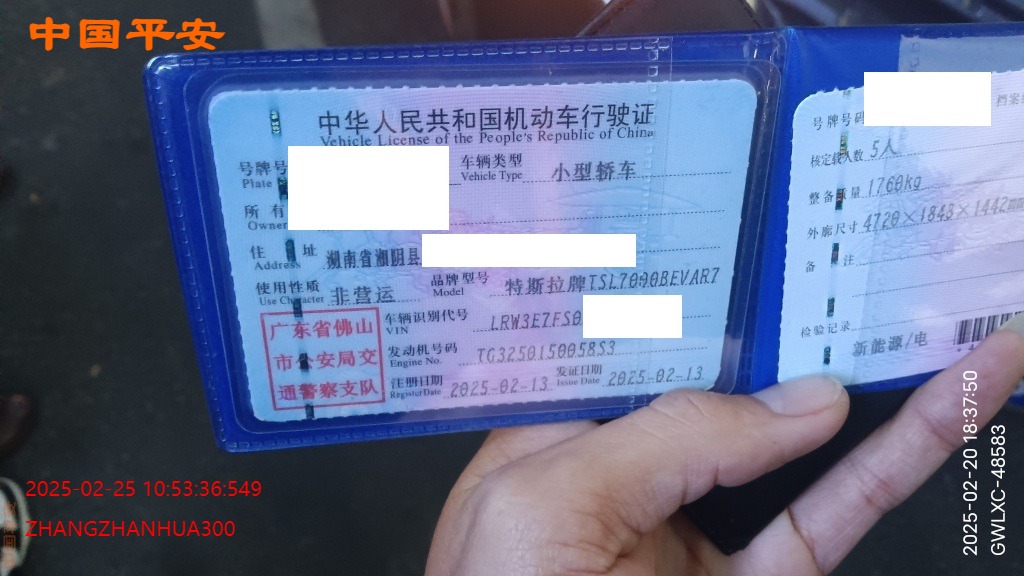 中国平安
中华人民共和国机动车行驶证
Vehicle License of the People's Republic of China
号牌号
Plate
车辆类型
Vehicle Type
小型轿车
所有
Owner
住址
Address
湖南省湘阴县
使用性质
Use Character
非营运
品牌型号
Model
特斯拉牌TSL7000BEVAR7
车辆识别代号
VIN
LRW3E7FS0
发动机号码
Engine No.
TG3250150058S3
注册日期
Register Date
2025-02-13
发证日期
Issue Date
2025-02-13
广东省佛山
市公安局交
通警察支队
号牌号码
档案
核定载人数 5人
整备质量 1760kg
外廓尺寸 4720×1848×1442mm
备注
检验记录
新能源/电
2025-02-25 10:53:36:549
ZHANGZHANHUA300
2025-02-20 18:37:50
GWLXC-48583